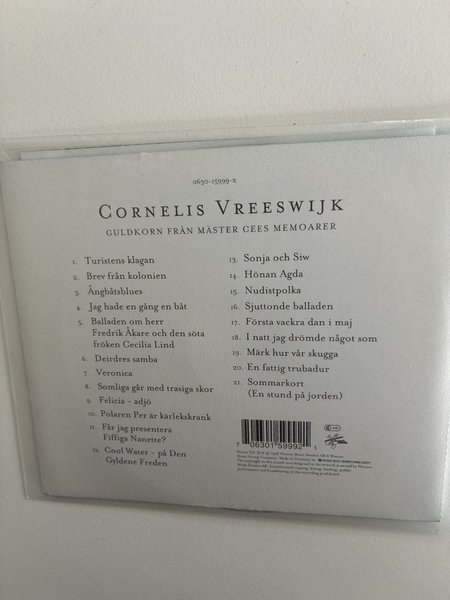 0630-15999-2
CORNELIS VREESWIJK
GULDKORN FRÅN MÄSTER CEES MEMOARER
1. Turistens klagan
2. Brev från kolonien
3. Ångbåtsblues
4. Jag hade en gång en båt
5. Balladen om herr
Fredrik Åkare och den söta
fröken Cecilia Lind
6. Deirdres samba
7. Veronica
8. Somliga går med trasiga skor
9. Felicia - adjö
10. Polaren Per är kärlekskrank
11. Får jag presentera
Fiffiga Nanette?
12. Cool Water - på Den
Gyldene Freden
13. Sonja och Siw
14. Hönan Agda
15. Nudistpolka
16. Sjuttonde balladen
17. Första vackra dan i maj
18. I natt jag drömde något som
19. Märk hur vår skugga
20. En fattig trubadur
21. Sommarkort
(En stund på jorden)
7 06301 59992